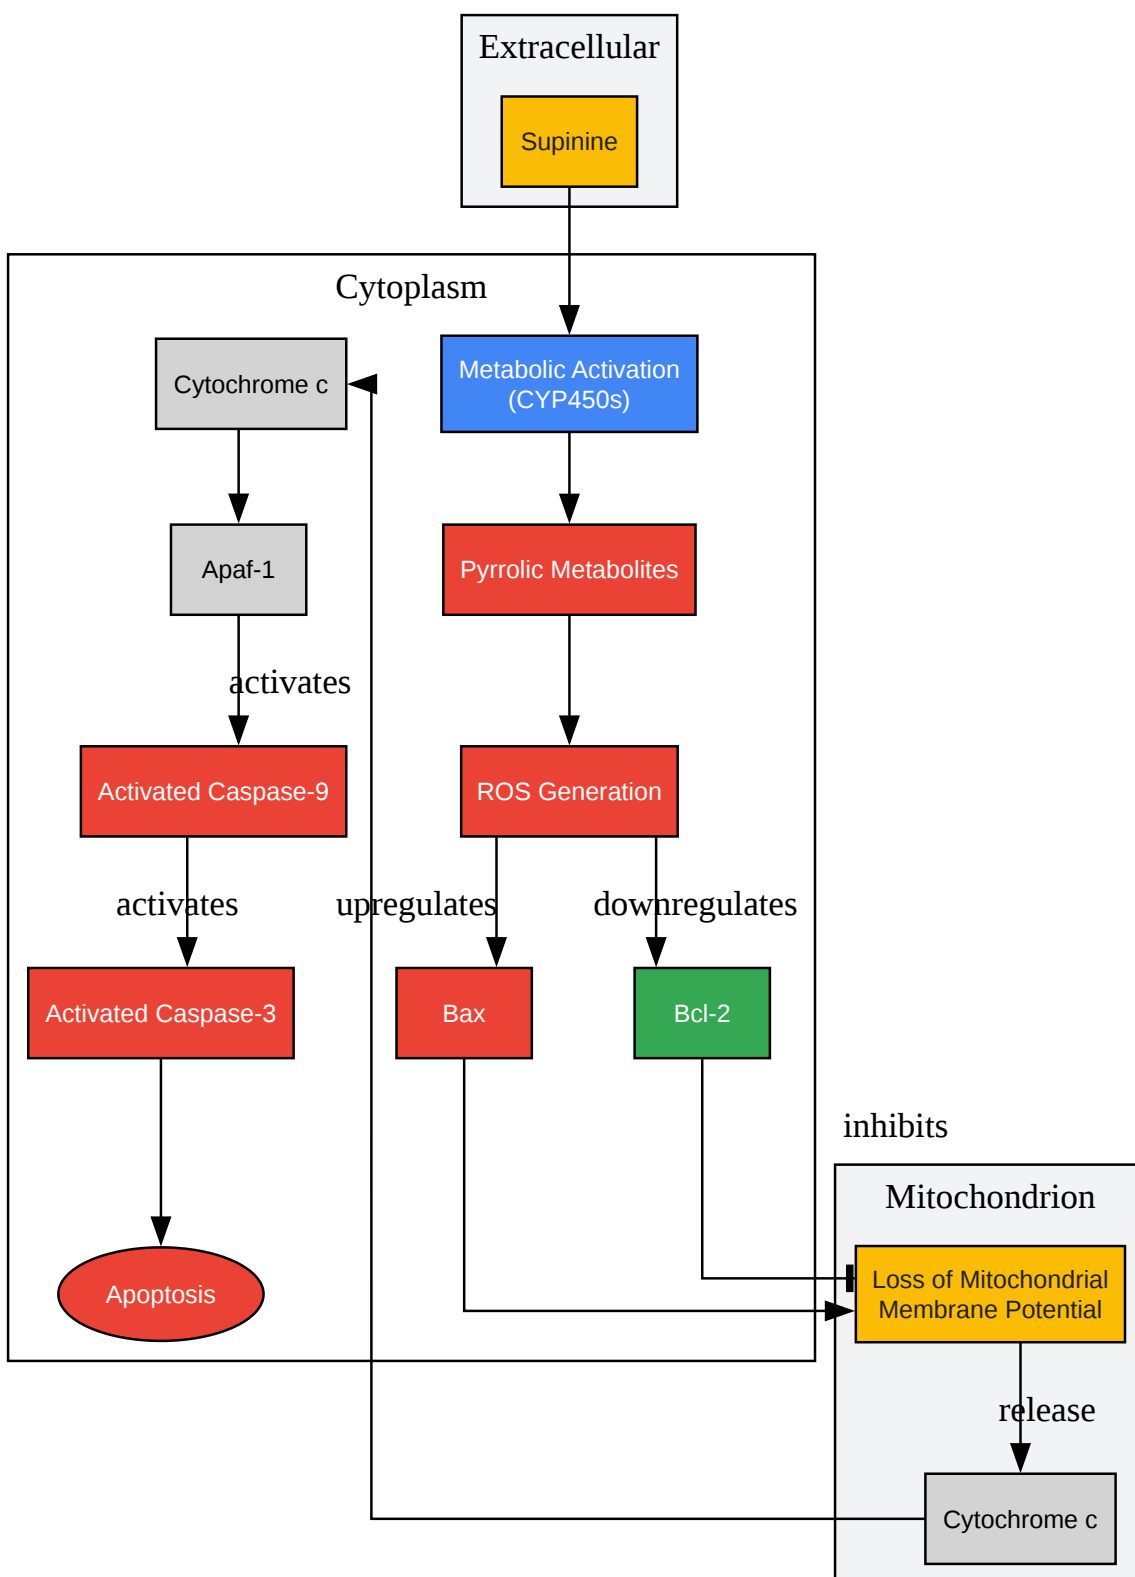 Extracellular
Supinine
Cytoplasm
Cytochrome c
Metabolic Activation
(CYP450s)
Apaf-1
Pyrrolic Metabolites
activates
Activated Caspase-9
ROS Generation
activates
upregulates
downregulates
Activated Caspase-3
Bax
Bcl-2
inhibits
Mitochondrion
Apoptosis
Loss of Mitochondrial
Membrane Potential
release
Cytochrome c